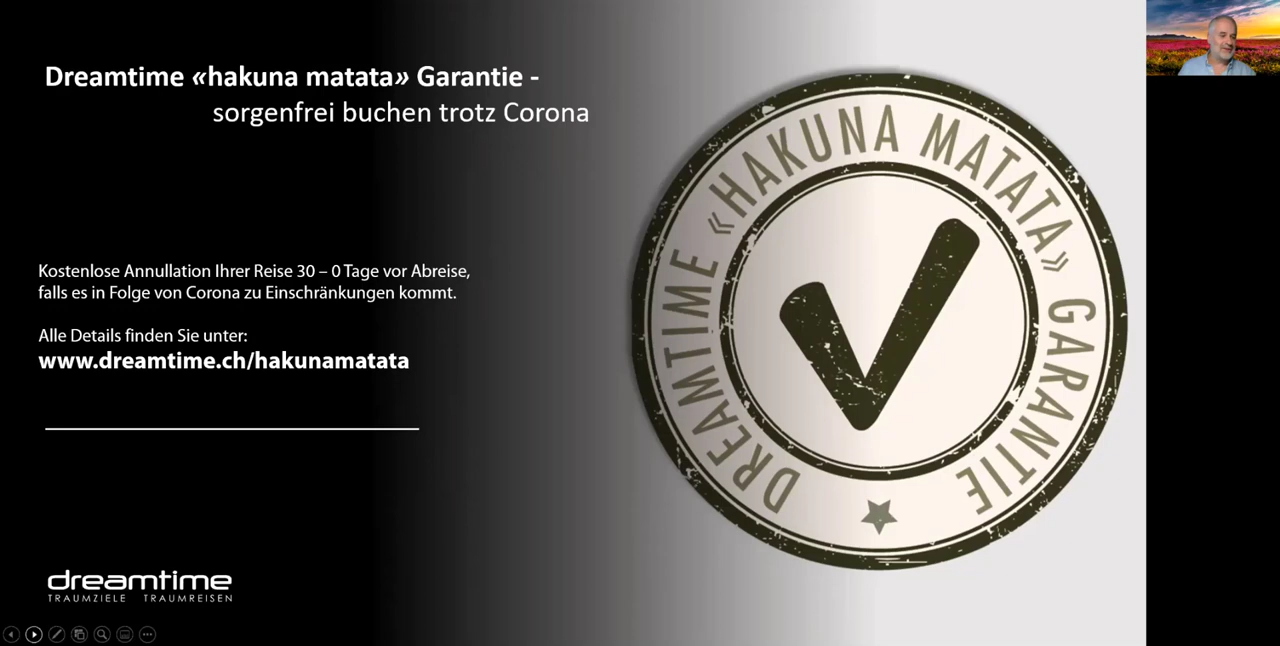 Dreamtime «hakuna matata» Garantie -
sorgenfrei buchen trotz Corona
Kostenlose Annullation Ihrer Reise 30 – 0 Tage vor Abreise,
falls es in Folge von Corona zu Einschränkungen kommt.
Alle Details finden Sie unter:
www.dreamtime.ch/hakunamatata
DREAMTIME «HAKUNA MATATA» GARANTIE
dreamtime
TRAUMZIELE TRAUMREISEN